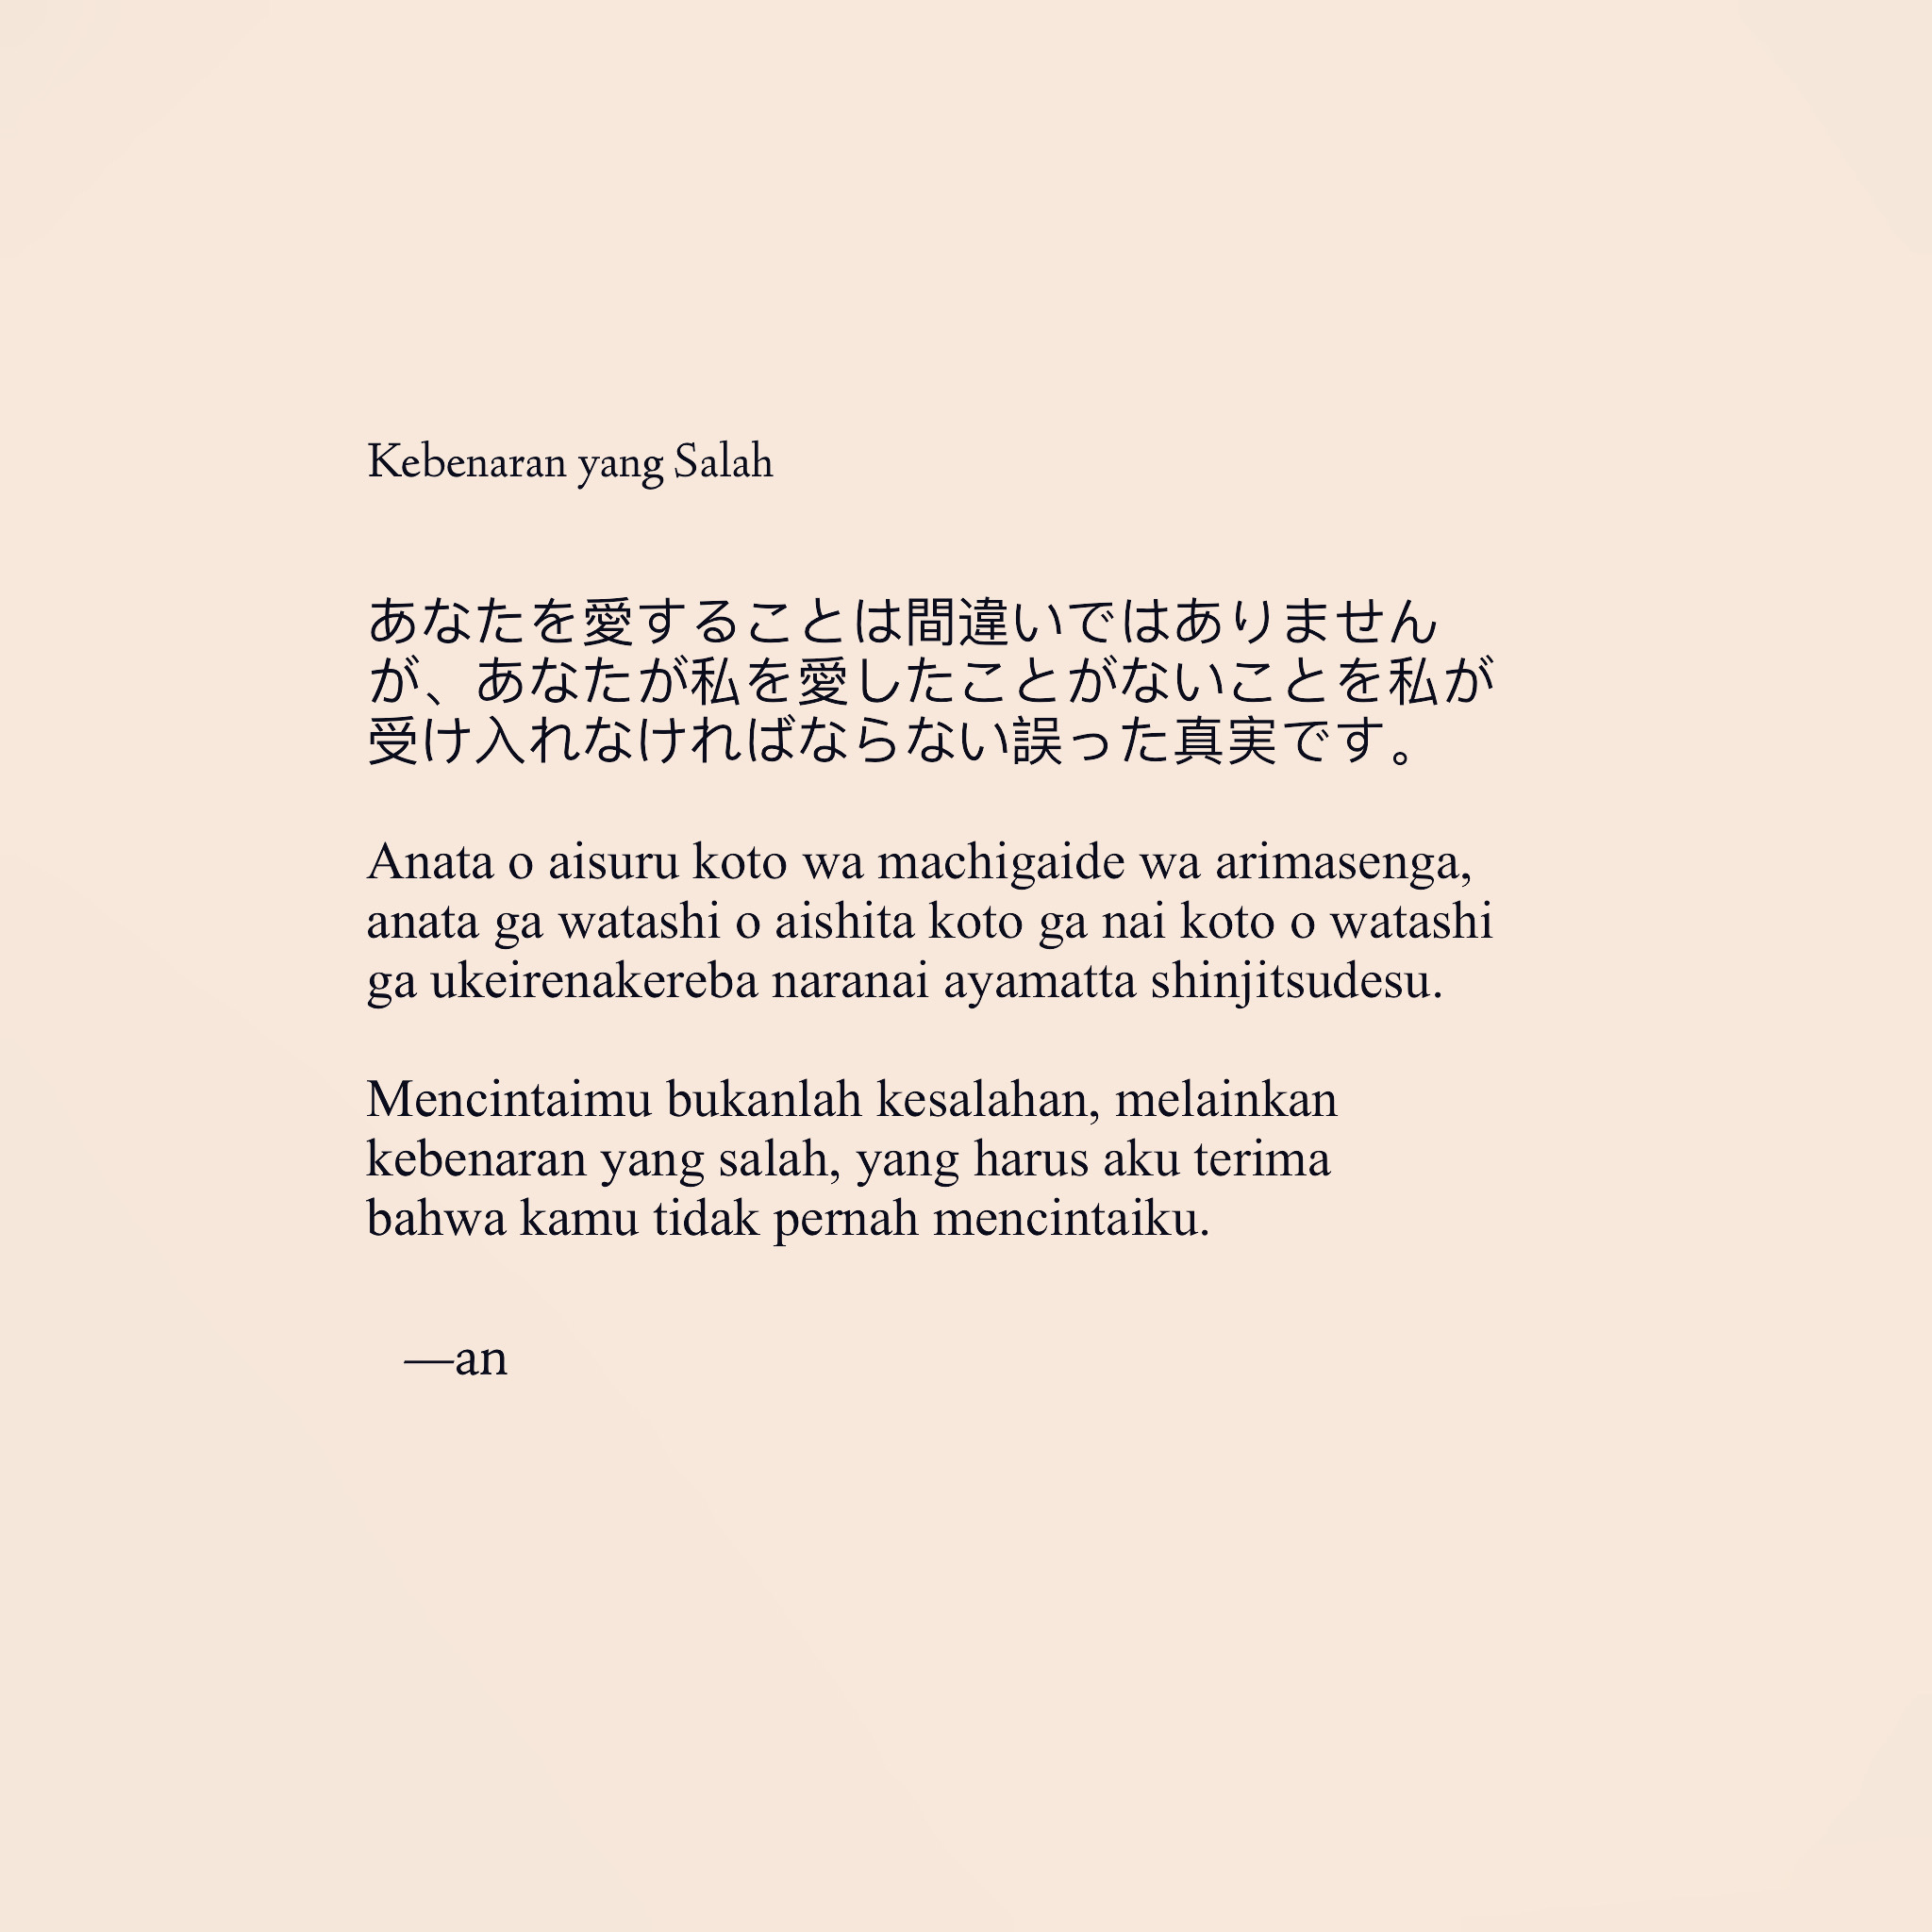 Kebenaran yang Salah
あなたを愛することは間違いではありません
が、あなたが私を愛したことがないことを私が
受け入れなければならない誤った真実です。
Anata o aisuru koto wa machigaide wa arimasenga,
anata ga watashi o aishita koto ga nai koto o watashi
ga ukeirenakereba naranai ayamatta shinjitsudesu.
Mencintaimu bukanlah kesalahan, melainkan
kebenaran yang salah, yang harus aku terima
bahwa kamu tidak pernah mencintaiku.
—an